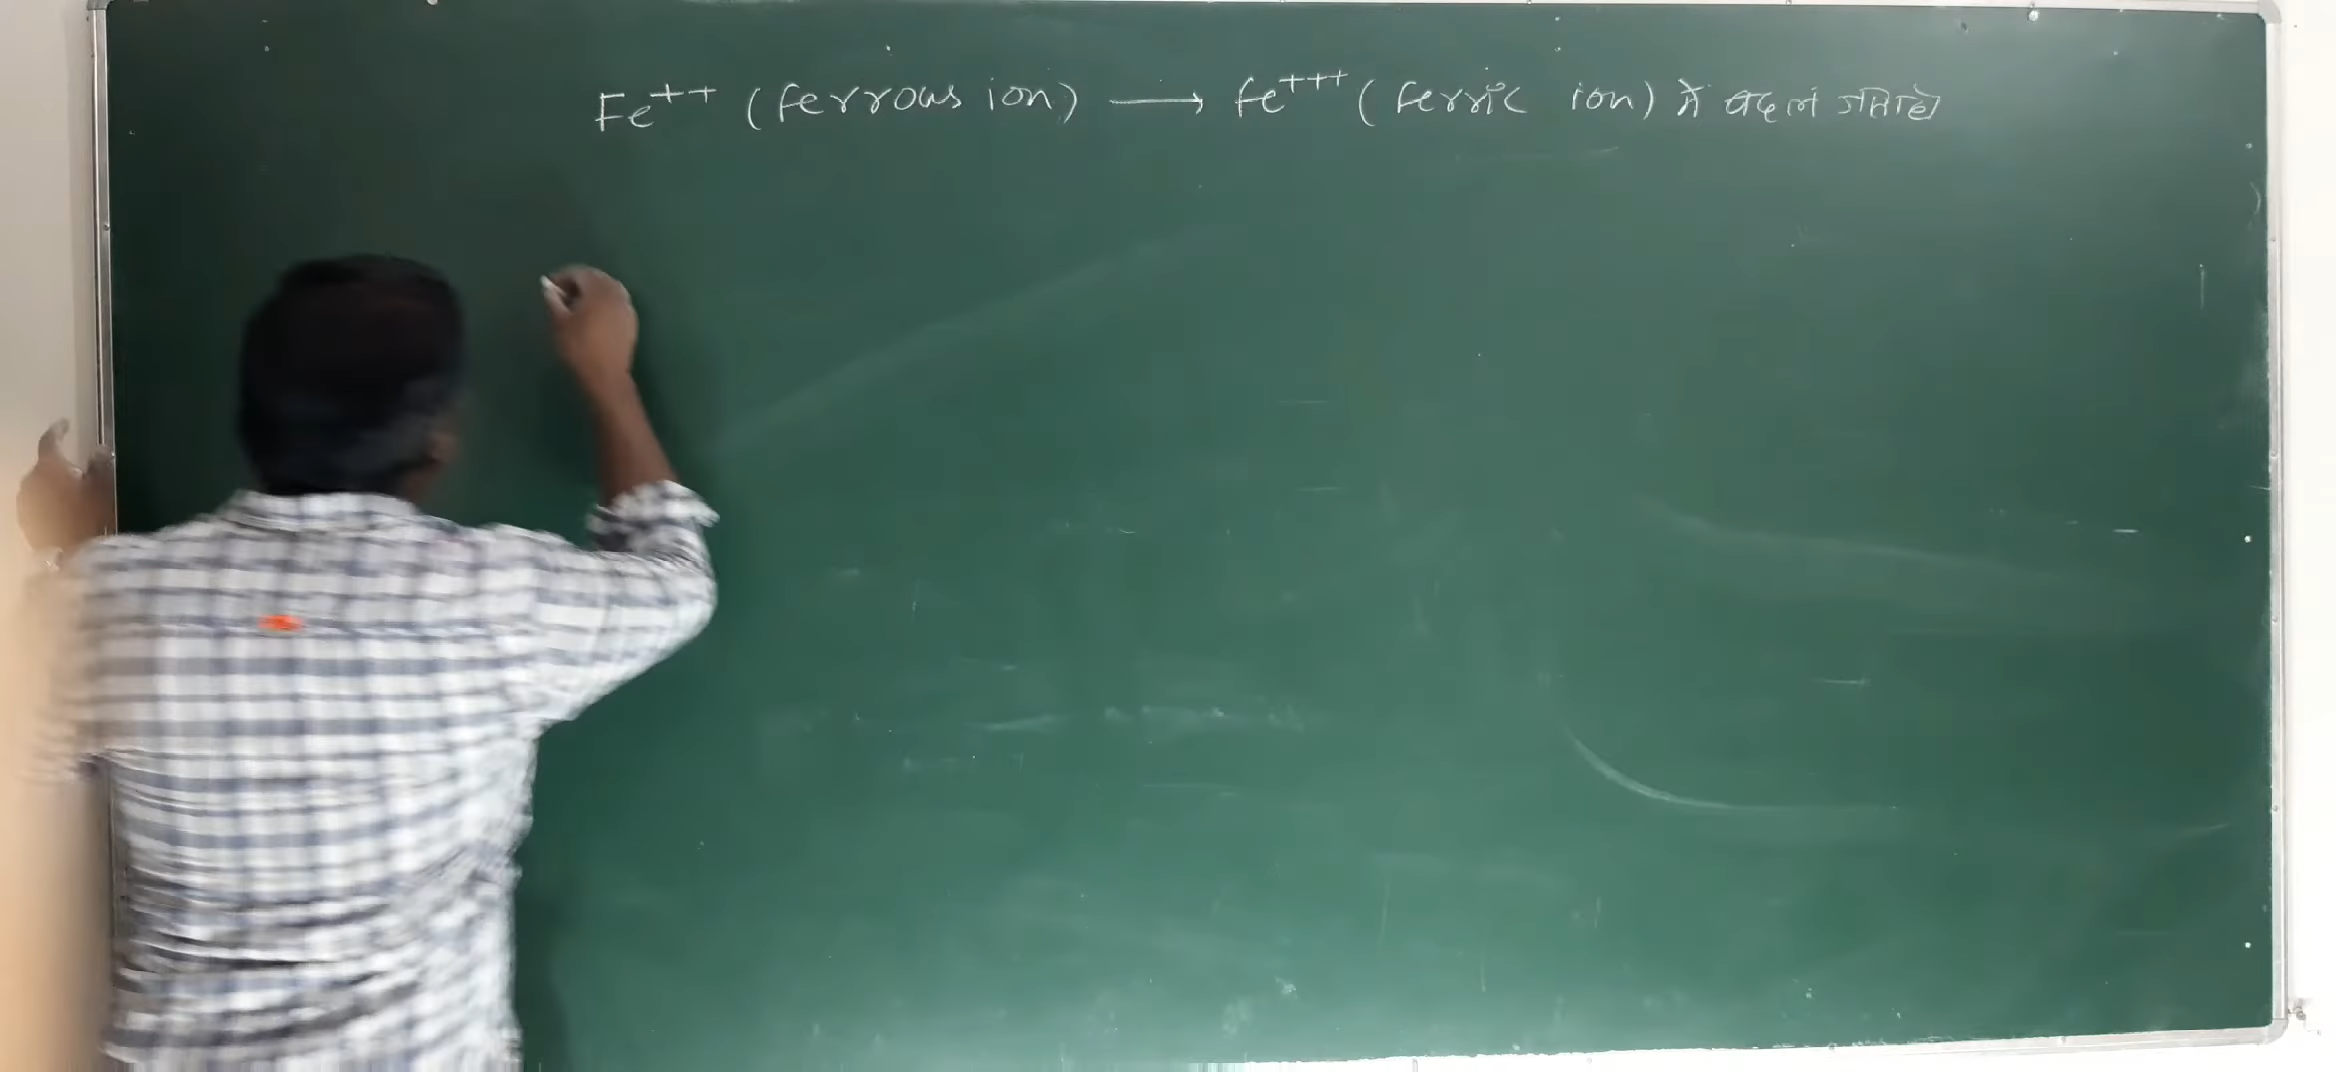 Fe⁺⁺ (ferrous ion) ⟶ fe⁺⁺⁺ (ferric ion) में बदल जाता है